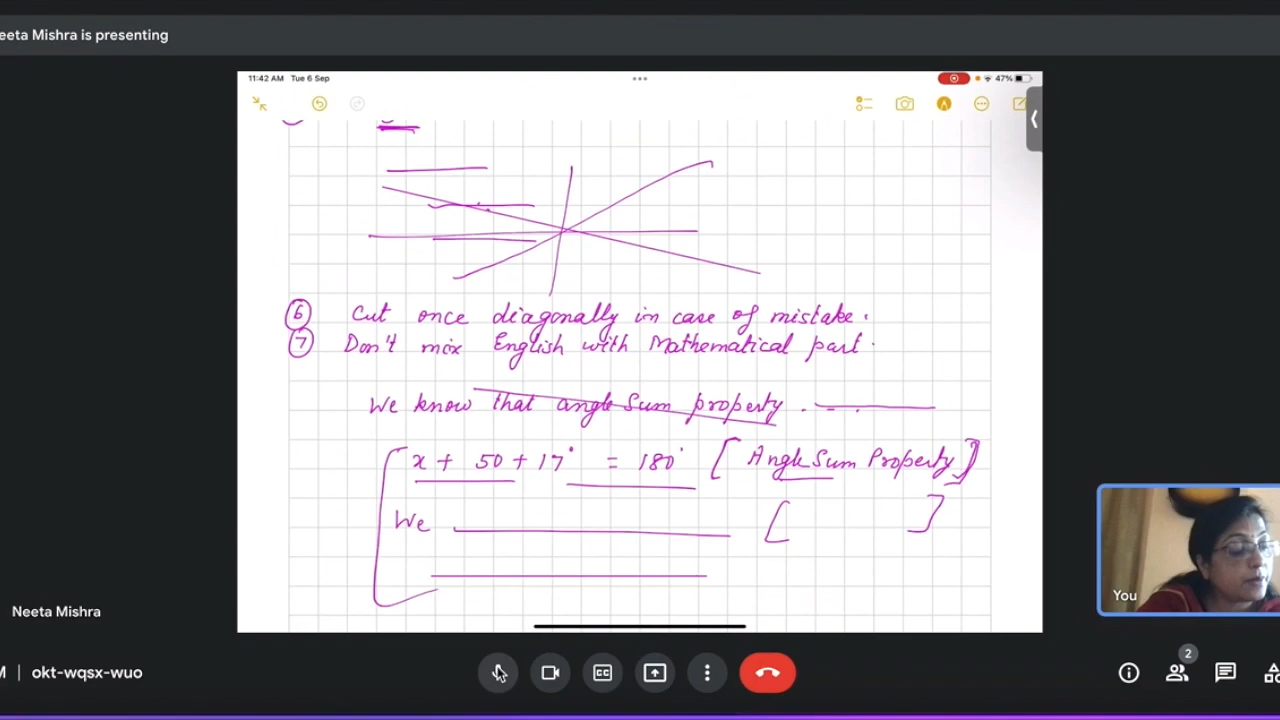 eeta Mishra is presenting
11:42 AM Tue 6 Sep
47%
6 Cut once diagonally in case of mistake.
7 Don't mix English with Mathematical part.
We know that angle Sum property.
x + 50 + 17° = 180° [Angle Sum Property]
We [ ]
You
Neeta Mishra
M | okt-wqsx-wuo
CC
2